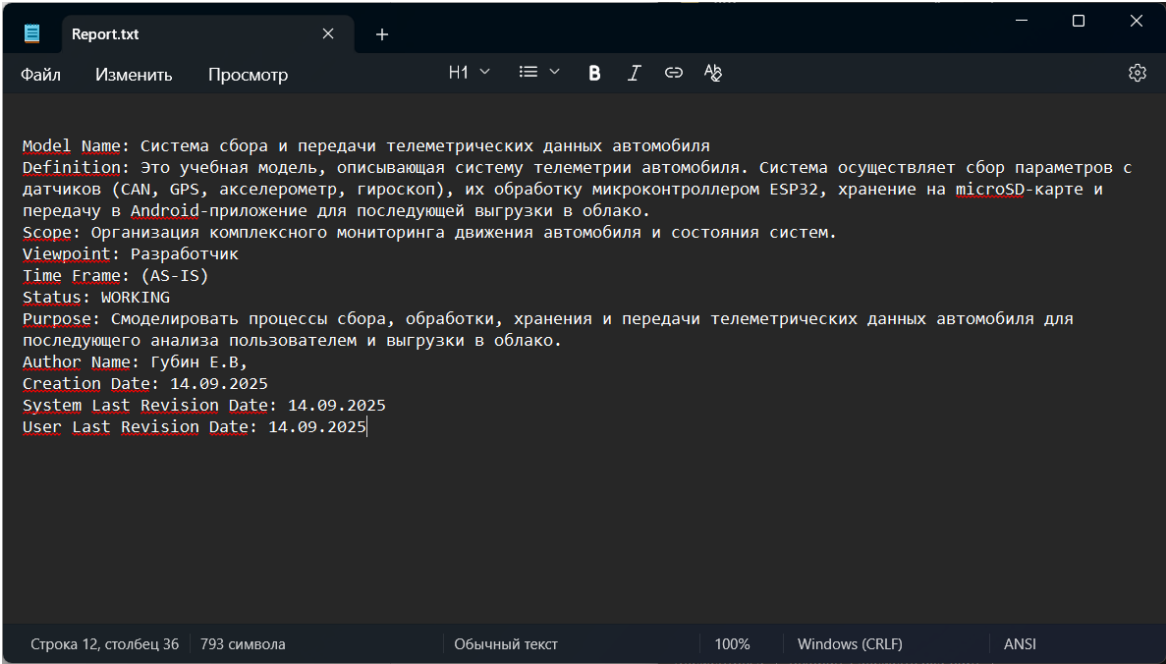 Report.txt
Файл Изменить Просмотр H1 B I
Model Name: Система сбора и передачи телеметрических данных автомобиля
Definition: Это учебная модель, описывающая систему телеметрии автомобиля. Система осуществляет сбор параметров с
датчиков (CAN, GPS, акселерометр, гироскоп), их обработку микроконтроллером ESP32, хранение на microSD-карте и
передачу в Android-приложение для последующей выгрузки в облако.
Scope: Организация комплексного мониторинга движения автомобиля и состояния систем.
Viewpoint: Разработчик
Time Frame: (AS-IS)
Status: WORKING
Purpose: Смоделировать процессы сбора, обработки, хранения и передачи телеметрических данных автомобиля для
последующего анализа пользователем и выгрузки в облако.
Author Name: Губин Е.В,
Creation Date: 14.09.2025
System Last Revision Date: 14.09.2025
User Last Revision Date: 14.09.2025
Строка 12, столбец 36 793 символа Обычный текст 100% Windows (CRLF) ANSI